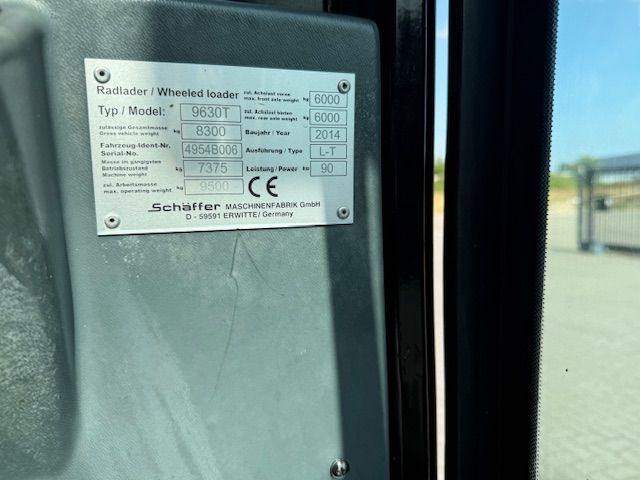 Radlader / Wheeled loader
zul. Achslast vorne
max. front axle weight kg 6000
Typ / Model: 9630T
zul. Achslast hinten
max. rear axle weight kg 6000
zulässige Gesamtmasse
Gross vehicle weight kg 8300
Baujahr / Year 2014
Fahrzeug-Ident-Nr.
Serial-No. 4954B006
Ausführung / Type L-T
Masse im gängigsten
Betriebszustand
Machine weight kg 7375
Leistung / Power kg 90
zul. Arbeitsmasse
max. operating weight kg 9500
CE
Schäffer MASCHINENFABRIK GmbH
D - 59591 ERWITTE / Germany